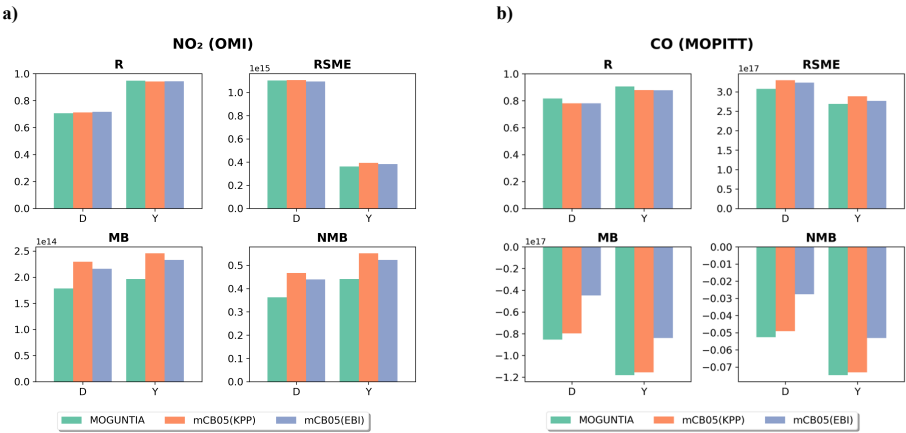 a)
NO₂ (OMI)
R
1.0
0.8
0.6
0.4
0.2
0.0
D Y
RSME
1e15
1.0
0.8
0.6
0.4
0.2
0.0
D Y
MB
1e14
2.5
2.0
1.5
1.0
0.5
0.0
D Y
NMB
0.5
0.4
0.3
0.2
0.1
0.0
D Y
MOGUNTIA mCB05(KPP) mCB05(EBI)
b)
CO (MOPITT)
R
1.0
0.8
0.6
0.4
0.2
0.0
D Y
RSME
1e17
3.0
2.5
2.0
1.5
1.0
0.5
0.0
D Y
MB
1e17
0.0
−0.2
−0.4
−0.6
−0.8
−1.0
−1.2
D Y
NMB
0.00
−0.01
−0.02
−0.03
−0.04
−0.05
−0.06
−0.07
D Y
MOGUNTIA mCB05(KPP) mCB05(EBI)